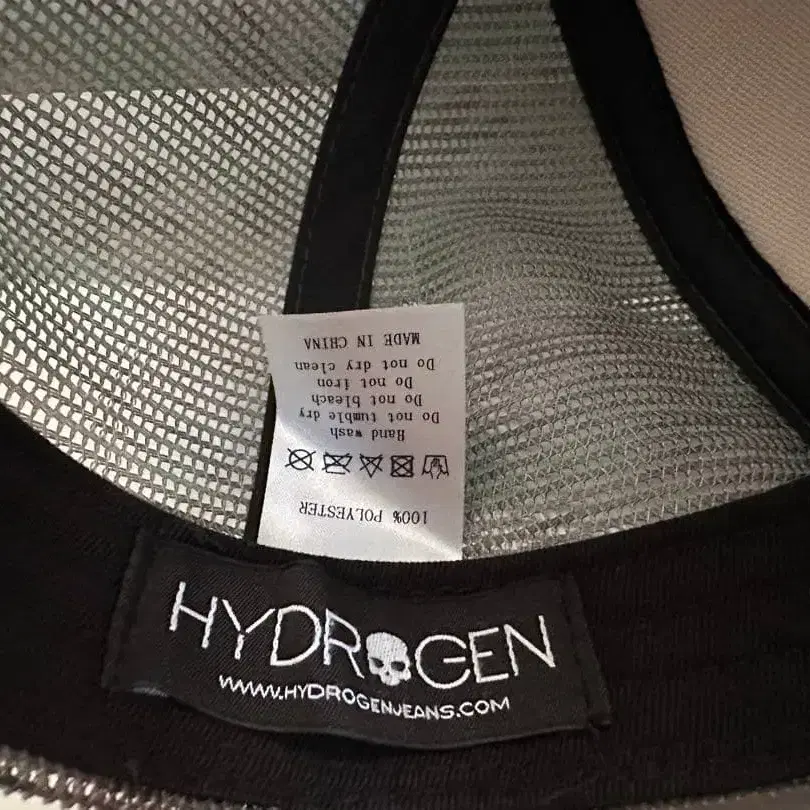 100% POLYESTER
Hand wash
Do not tumble dry
Do not bleach
Do not iron
Do not dry clean
MADE IN CHINA
HYDROGEN
WWW.HYDROGENJEANS.COM